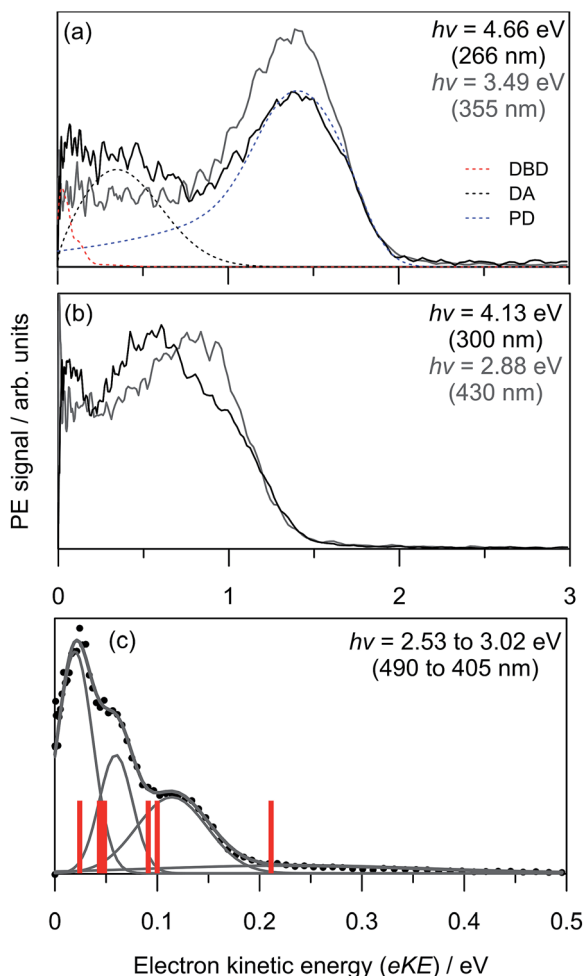 (a)
hν = 4.66 eV
(266 nm)
hν = 3.49 eV
(355 nm)
DBD
DA
PD
(b)
hν = 4.13 eV
(300 nm)
hν = 2.88 eV
(430 nm)
PE signal / arb. units
0 1 2 3
(c)
hν = 2.53 to 3.02 eV
(490 to 405 nm)
0 0.1 0.2 0.3 0.4 0.5
Electron kinetic energy (eKE) / eV